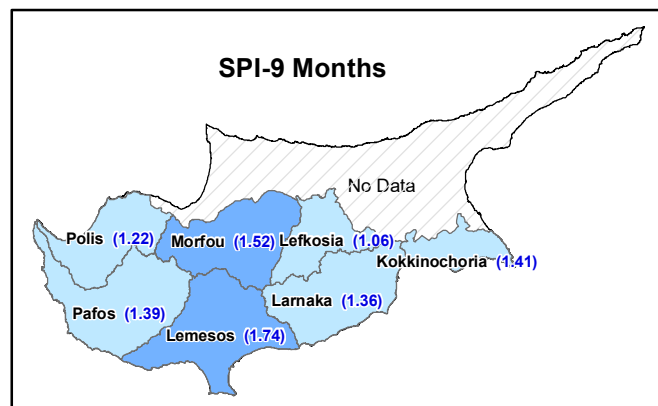 SPI-9 Months
No Data
Polis (1.22)
Morfou (1.52)
Lefkosia (1.06)
Kokkinochoria (1.41)
Pafos (1.39)
Larnaka (1.36)
Lemesos (1.74)